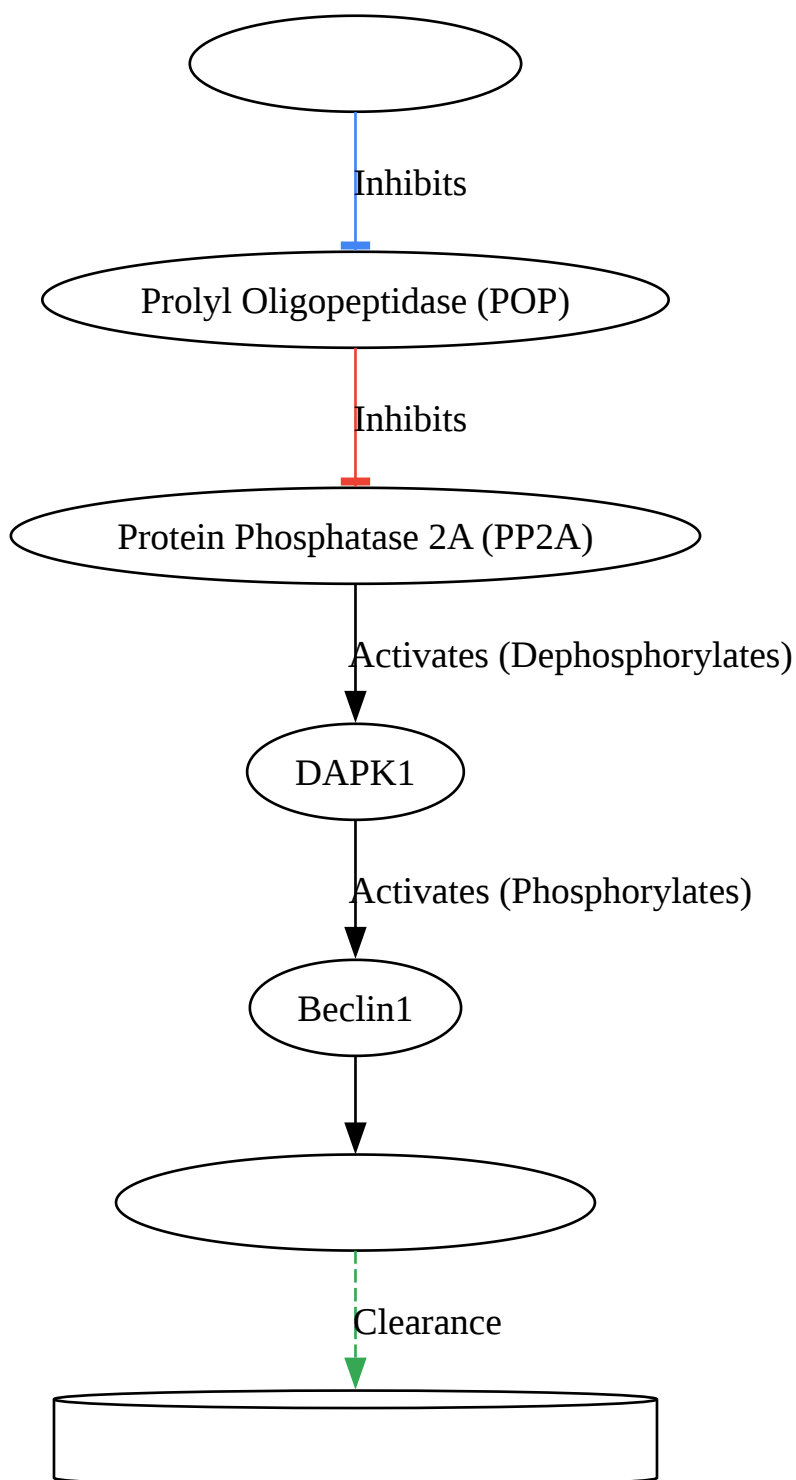 Inhibits
Prolyl Oligopeptidase (POP)
Inhibits
Protein Phosphatase 2A (PP2A)
Activates (Dephosphorylates)
DAPK1
Activates (Phosphorylates)
Beclin1
Clearance